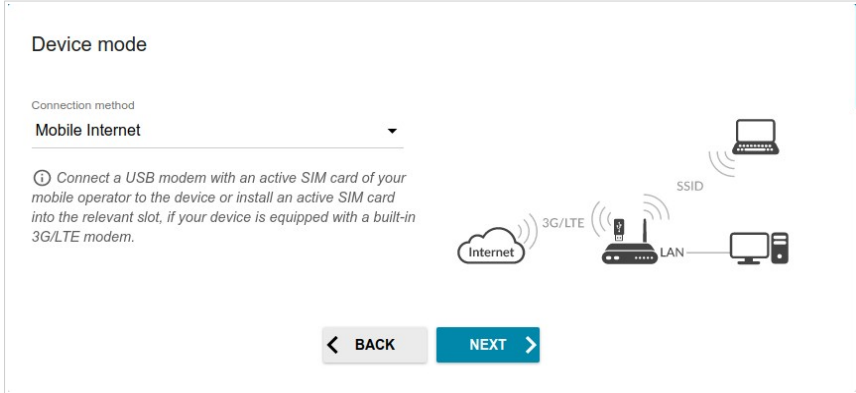 Device mode
Connection method
Mobile Internet
Connect a USB modem with an active SIM card of your
mobile operator to the device or install an active SIM card
into the relevant slot, if your device is equipped with a built-in
3G/LTE modem.
SSID
3G/LTE
Internet
LAN
BACK
NEXT